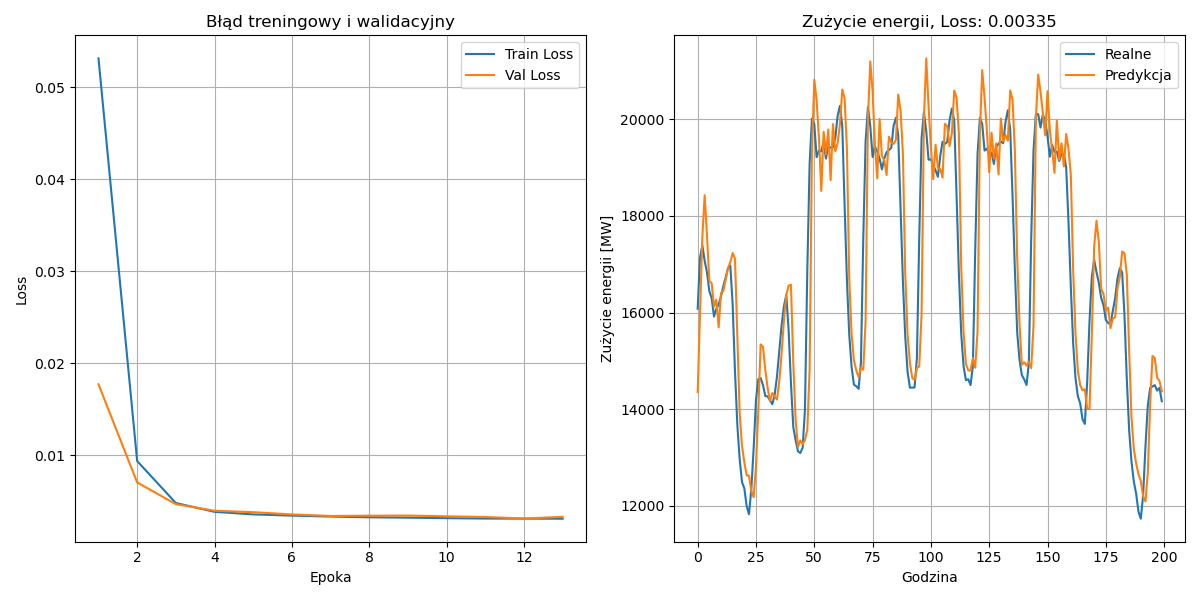 Błąd treningowy i walidacyjny
Train Loss
Val Loss
0.05
0.04
0.03
0.02
0.01
Loss
2
4
6
8
10
12
Epoka
Zużycie energii, Loss: 0.00335
Realne
Predykcja
20000
18000
16000
14000
12000
Zużycie energii [MW]
0
25
50
75
100
125
150
175
200
Godzina